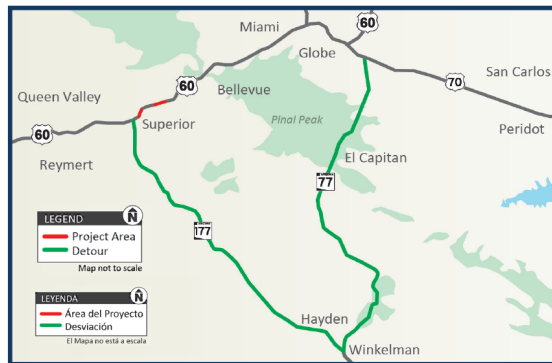 60
Miami
Globe
60
Bellevue
70
San Carlos
Queen Valley
60
Superior
Pinal Peak
Peridot
Reymert
El Capitan
77
177
LEGEND
N
Project Area
Detour
Map not to scale
LEYENDA
N
Área del Proyecto
Desviación
El Mapa no está a escala
Hayden
Winkelman